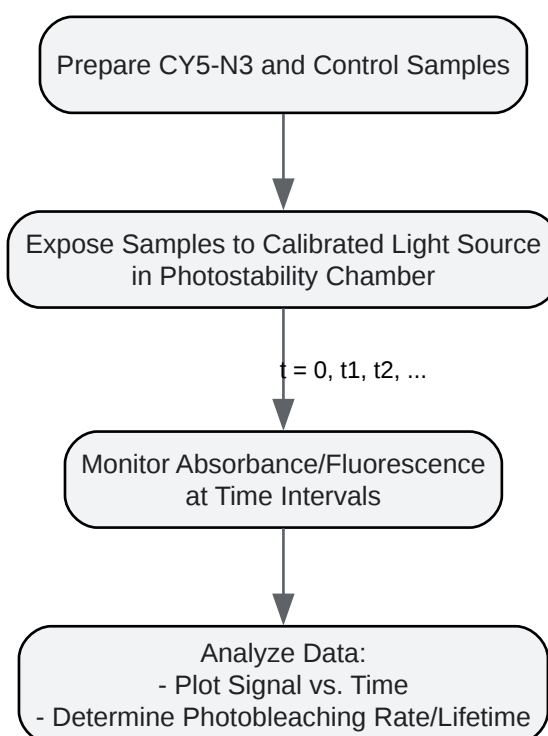 Prepare CY5-N3 and Control Samples
Expose Samples to Calibrated Light Source
in Photostability Chamber
t = 0, t1, t2, ...
Monitor Absorbance/Fluorescence
at Time Intervals
Analyze Data:
- Plot Signal vs. Time
- Determine Photobleaching Rate/Lifetime